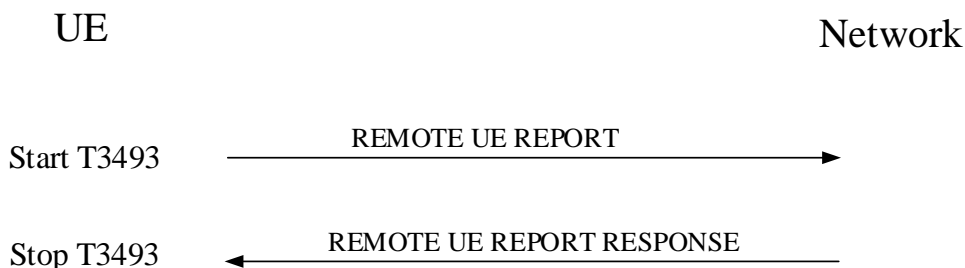 UE
Network
REMOTE UE REPORT
Start T3493
REMOTE UE REPORT RESPONSE
Stop T3493